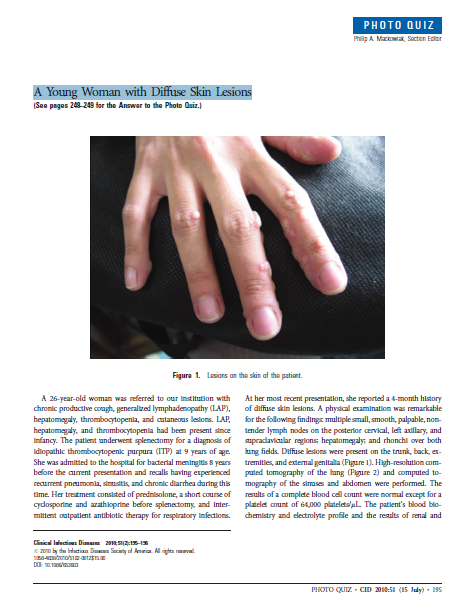 PHOTO QUIZ
Philip A. Mackowiak, Section Editor
A Young Woman with Diffuse Skin Lesions
(See pages 248–249 for the Answer to the Photo Quiz.)
Figure 1. Lesions on the skin of the patient.
A 26-year-old woman was referred to our institution with
chronic productive cough, generalized lymphadenopathy (LAP),
hepatomegaly, thrombocytopenia, and cutaneous lesions. LAP,
hepatomegaly, and thrombocytopenia had been present since
infancy. The patient underwent splenectomy for a diagnosis of
idiopathic thrombocytopenic purpura (ITP) at 9 years of age.
She was admitted to the hospital for bacterial meningitis 8 years
before the current presentation and recalls having experienced
recurrent pneumonia, sinusitis, and chronic diarrhea during this
time. Her treatment consisted of prednisolone, a short course of
cyclosporine and azathioprine before splenectomy, and inter-
mittent outpatient antibiotic therapy for respiratory infections.
At her most recent presentation, she reported a 4-month history
of diffuse skin lesions. A physical examination was remarkable
for the following findings: multiple small, smooth, palpable, non-
tender lymph nodes on the posterior cervical, left axillary, and
supraclavicular regions; hepatomegaly; and rhonchi over both
lung fields. Diffuse lesions were present on the trunk, back, ex-
tremities, and external genitalia (Figure 1). High-resolution com-
puted tomography of the lung (Figure 2) and computed to-
mography of the sinuses and abdomen were performed. The
results of a complete blood cell count were normal except for a
platelet count of 64,000 platelets/μL. The patient's blood bio-
chemistry and electrolyte profile and the results of renal and
Clinical Infectious Diseases 2010;51(2):195–196
© 2010 by the Infectious Diseases Society of America. All rights reserved.
1058-4838/2010/5102-0012$15.00
PHOTO QUIZ • CID 2010:51 (15 July) • 195